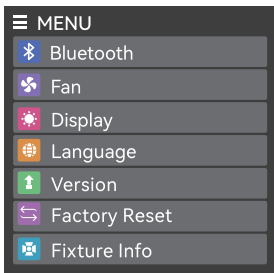 MENU
Bluetooth
Fan
Display
Language
Version
Factory Reset
Fixture Info